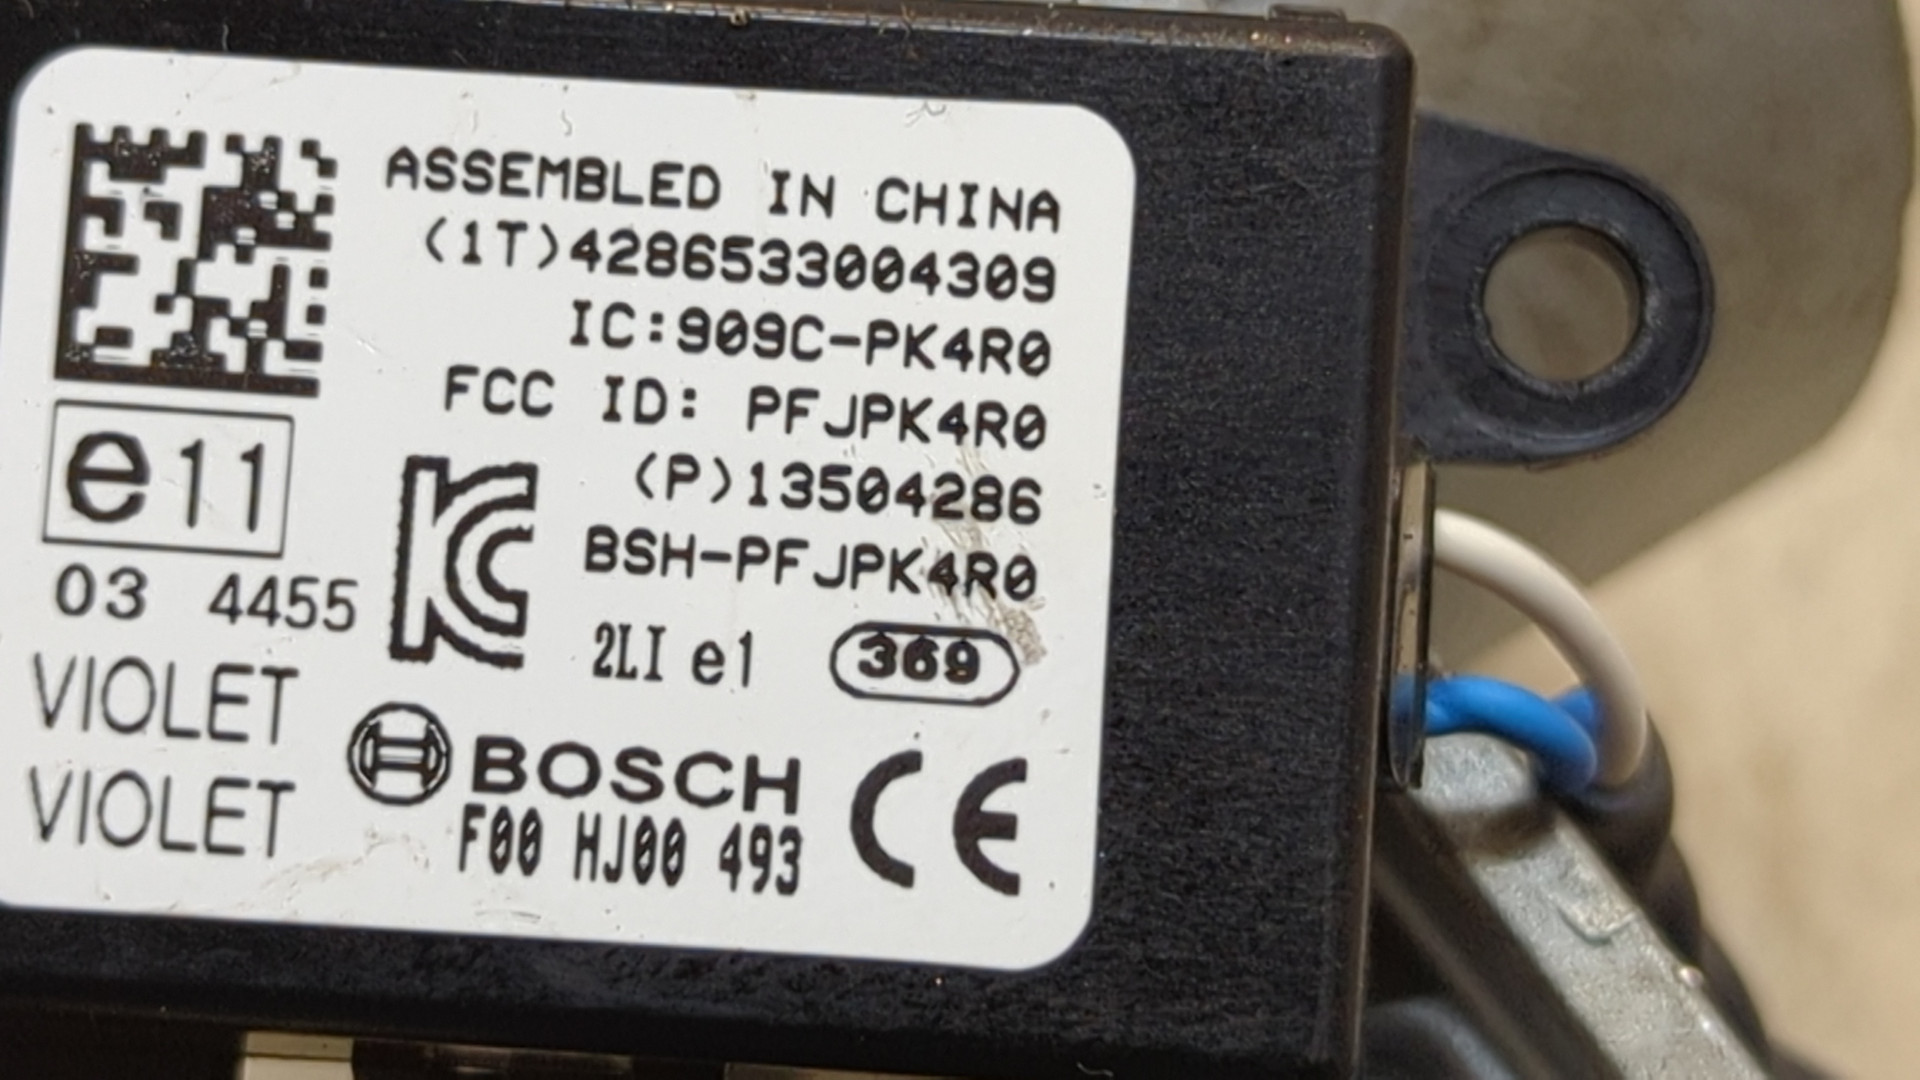 ASSEMBLED IN CHINA
(1T)4286533004309
IC:909C-PK4R0
FCC ID: PFJPK4R0
(P)13504286
BSH-PFJPK4R0
e11
03 4455
KC
2LI e1 369
VIOLET
VIOLET
BOSCH
F00 HJ00 493
CE